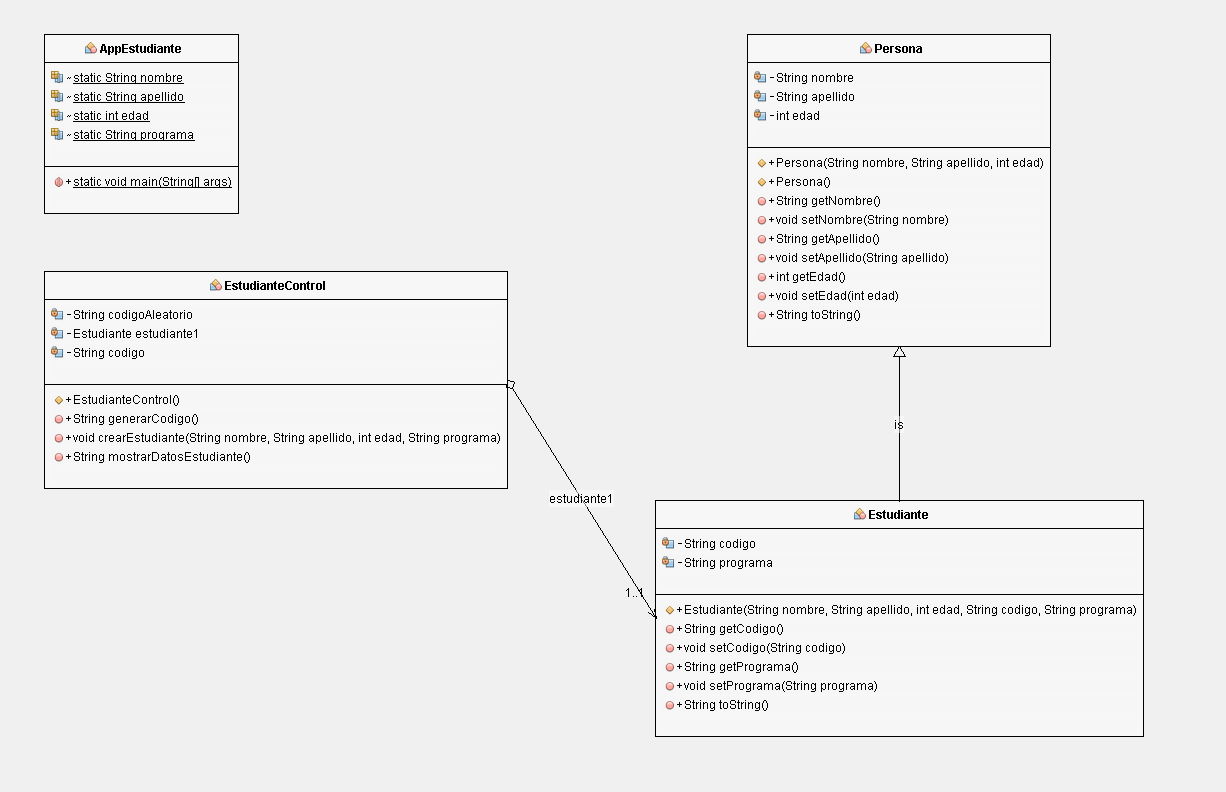 AppEstudiante
~static String nombre
~static String apellido
~static int edad
~static String programa
+static void main(String[] args)
EstudianteControl
-String codigoAleatorio
-Estudiante estudiante1
-String codigo
+EstudianteControl()
+String generarCodigo()
+void crearEstudiante(String nombre, String apellido, int edad, String programa)
+String mostrarDatosEstudiante()
Persona
-String nombre
-String apellido
-int edad
+Persona(String nombre, String apellido, int edad)
+Persona()
+String getNombre()
+void setNombre(String nombre)
+String getApellido()
+void setApellido(String apellido)
+int getEdad()
+void setEdad(int edad)
+String toString()
is
estudiante1
1..1
Estudiante
-String codigo
-String programa
+Estudiante(String nombre, String apellido, int edad, String codigo, String programa)
+String getCodigo()
+void setCodigo(String codigo)
+String getPrograma()
+void setPrograma(String programa)
+String toString()